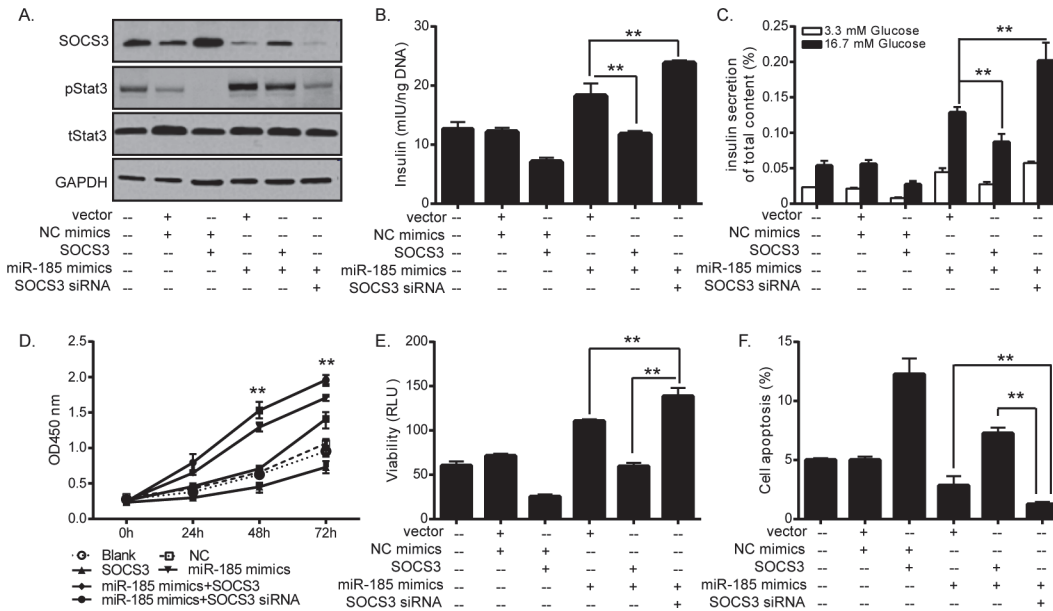 A.
SOCS3
pStat3
tStat3
GAPDH
vector -- + -- + -- --
NC mimics -- + + -- -- --
SOCS3 -- -- + -- + --
miR-185 mimics -- -- -- + + +
SOCS3 siRNA -- -- -- -- -- +
B.
Insulin (mIU/ng DNA)
30
20
10
0
**
**
vector -- + -- + -- --
NC mimics -- + + -- -- --
SOCS3 -- -- + -- + --
miR-185 mimics -- -- -- + + +
SOCS3 siRNA -- -- -- -- -- +
C.
insulin secretion
of total content (%)
0.25
0.20
0.15
0.10
0.05
0.00
3.3 mM Glucose
16.7 mM Glucose
**
**
vector -- + -- + -- --
NC mimics -- + + -- -- --
SOCS3 -- -- + -- + --
miR-185 mimics -- -- -- + + +
SOCS3 siRNA -- -- -- -- -- +
D.
OD450 nm
2.5
2.0
1.5
1.0
0.5
0.0
**
**
0h 24h 48h 72h
Blank NC
SOCS3 miR-185 mimics
miR-185 mimics+SOCS3
miR-185 mimics+SOCS3 siRNA
E.
Viability (RLU)
200
150
100
50
0
**
**
vector -- + -- + -- --
NC mimics -- + + -- -- --
SOCS3 -- -- + -- + --
miR-185 mimics -- -- -- + + +
SOCS3 siRNA -- -- -- -- -- +
F.
Cell apoptosis (%)
15
10
5
0
**
**
vector -- + -- + -- --
NC mimics -- + + -- -- --
SOCS3 -- -- + -- + --
miR-185 mimics -- -- -- + + +
SOCS3 siRNA -- -- -- -- -- +